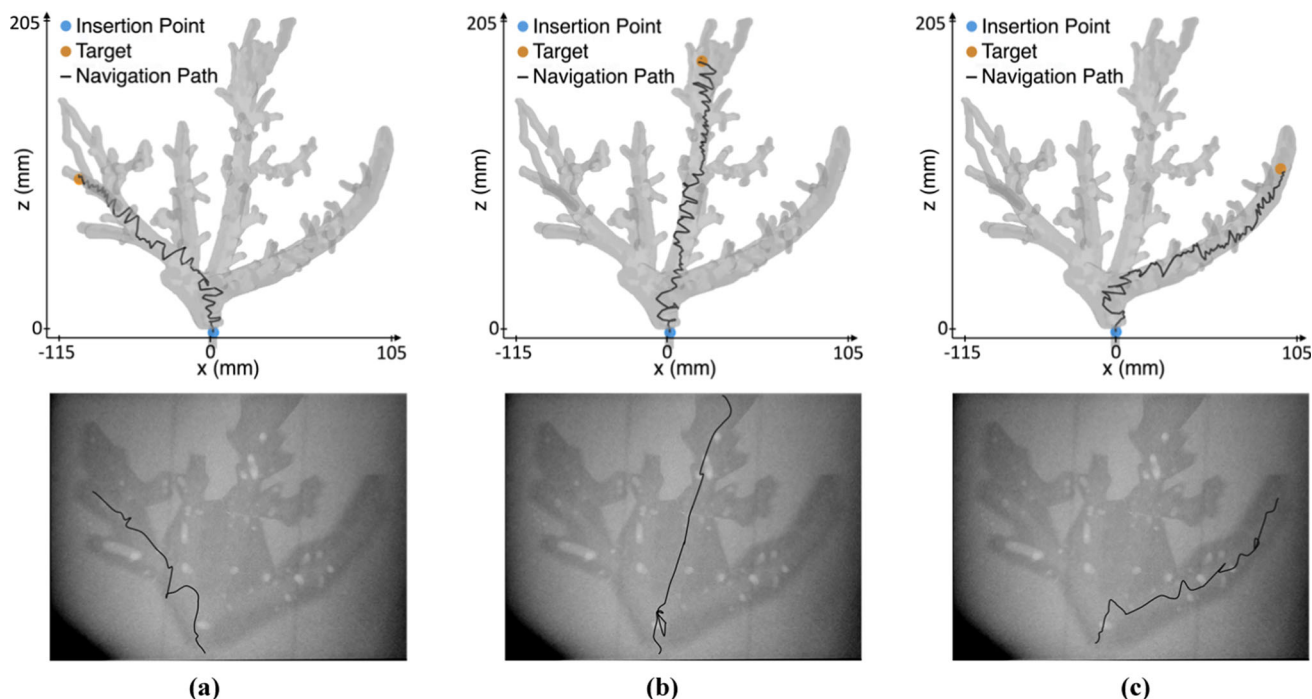 205
Insertion Point
Target
Navigation Path
z (mm)
0
-115
0
105
x (mm)
205
Insertion Point
Target
Navigation Path
z (mm)
0
-115
0
105
x (mm)
205
Insertion Point
Target
Navigation Path
z (mm)
0
-115
0
105
x (mm)
(a)
(b)
(c)